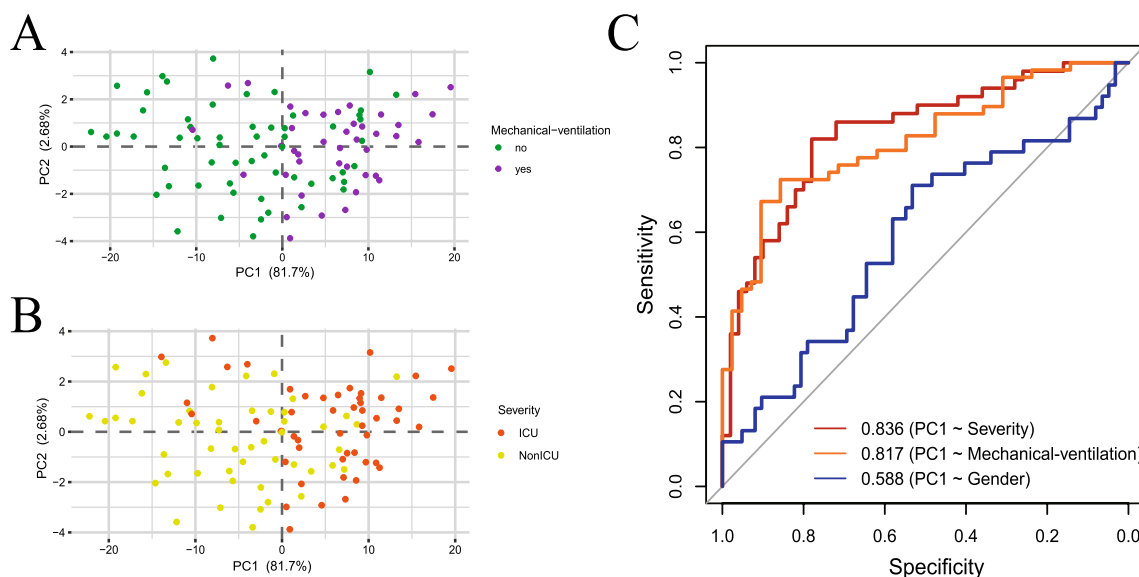 A
4
2
0
−2
−4
PC2 (2.68%)
−20
−10
0
10
20
PC1 (81.7%)
Mechanical-ventilation
no
yes
B
4
2
0
−2
−4
PC2 (2.68%)
−20
−10
0
10
20
PC1 (81.7%)
Severity
ICU
NonICU
C
1.0
0.8
0.6
0.4
0.2
0.0
Sensitivity
0.836 (PC1 ~ Severity)
0.817 (PC1 ~ Mechanical-ventilation)
0.588 (PC1 ~ Gender)
1.0
0.8
0.6
0.4
0.2
0.0
Specificity